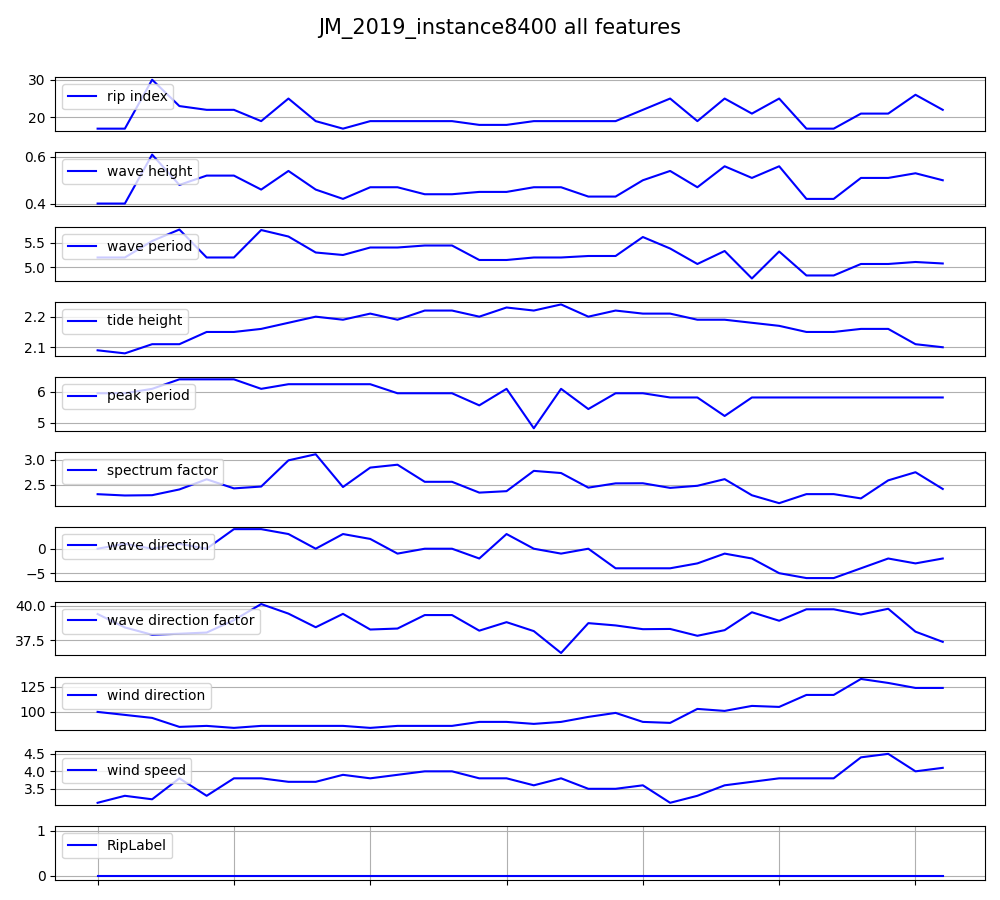 JM_2019_instance8400 all features
30
20
rip index
0.6
0.4
wave height
5.5
5.0
wave period
2.2
2.1
tide height
6
5
peak period
3.0
2.5
spectrum factor
0
−5
wave direction
40.0
37.5
wave direction factor
125
100
wind direction
4.5
4.0
3.5
wind speed
1
0
RipLabel